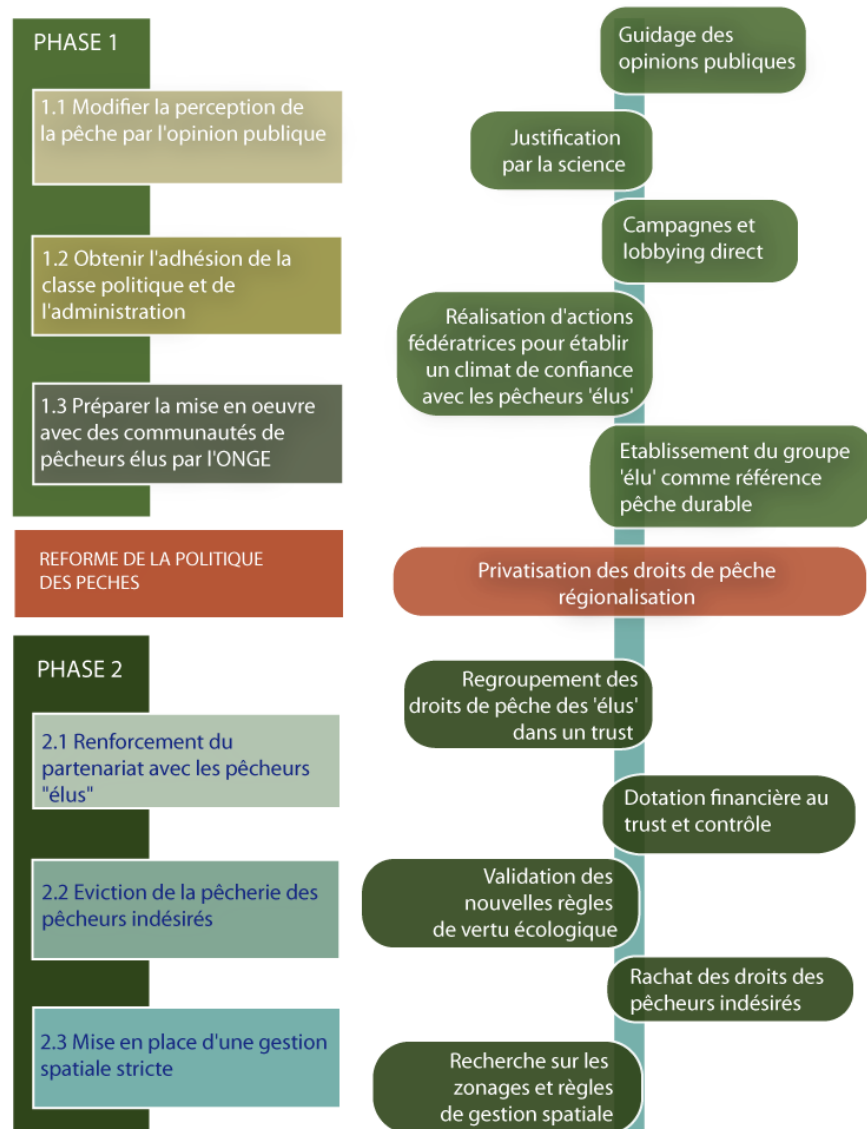 PHASE 1
1.1 Modifier la perception de
la pêche par l'opinion publique
1.2 Obtenir l'adhésion de la
classe politique et de
l'administration
1.3 Préparer la mise en oeuvre
avec des communautés de
pêcheurs élus par l'ONGE
Guidage des
opinions publiques
Justification
par la science
Campagnes et
lobbying direct
Réalisation d'actions
fédératrices pour établir
un climat de confiance
avec les pêcheurs 'élus'
Etablissement du groupe
'élu' comme référence
pêche durable
REFORME DE LA POLITIQUE
DES PECHES
Privatisation des droits de pêche
régionalisation
PHASE 2
2.1 Renforcement du
partenariat avec les pêcheurs
"élus"
2.2 Eviction de la pêcherie des
pêcheurs indésirés
2.3 Mise en place d'une gestion
spatiale stricte
Regroupement des
droits de pêche des 'élus'
dans un trust
Dotation financière au
trust et contrôle
Validation des
nouvelles règles
de vertu écologique
Rachat des droits des
pêcheurs indésirés
Recherche sur les
zonages et règles
de gestion spatiale